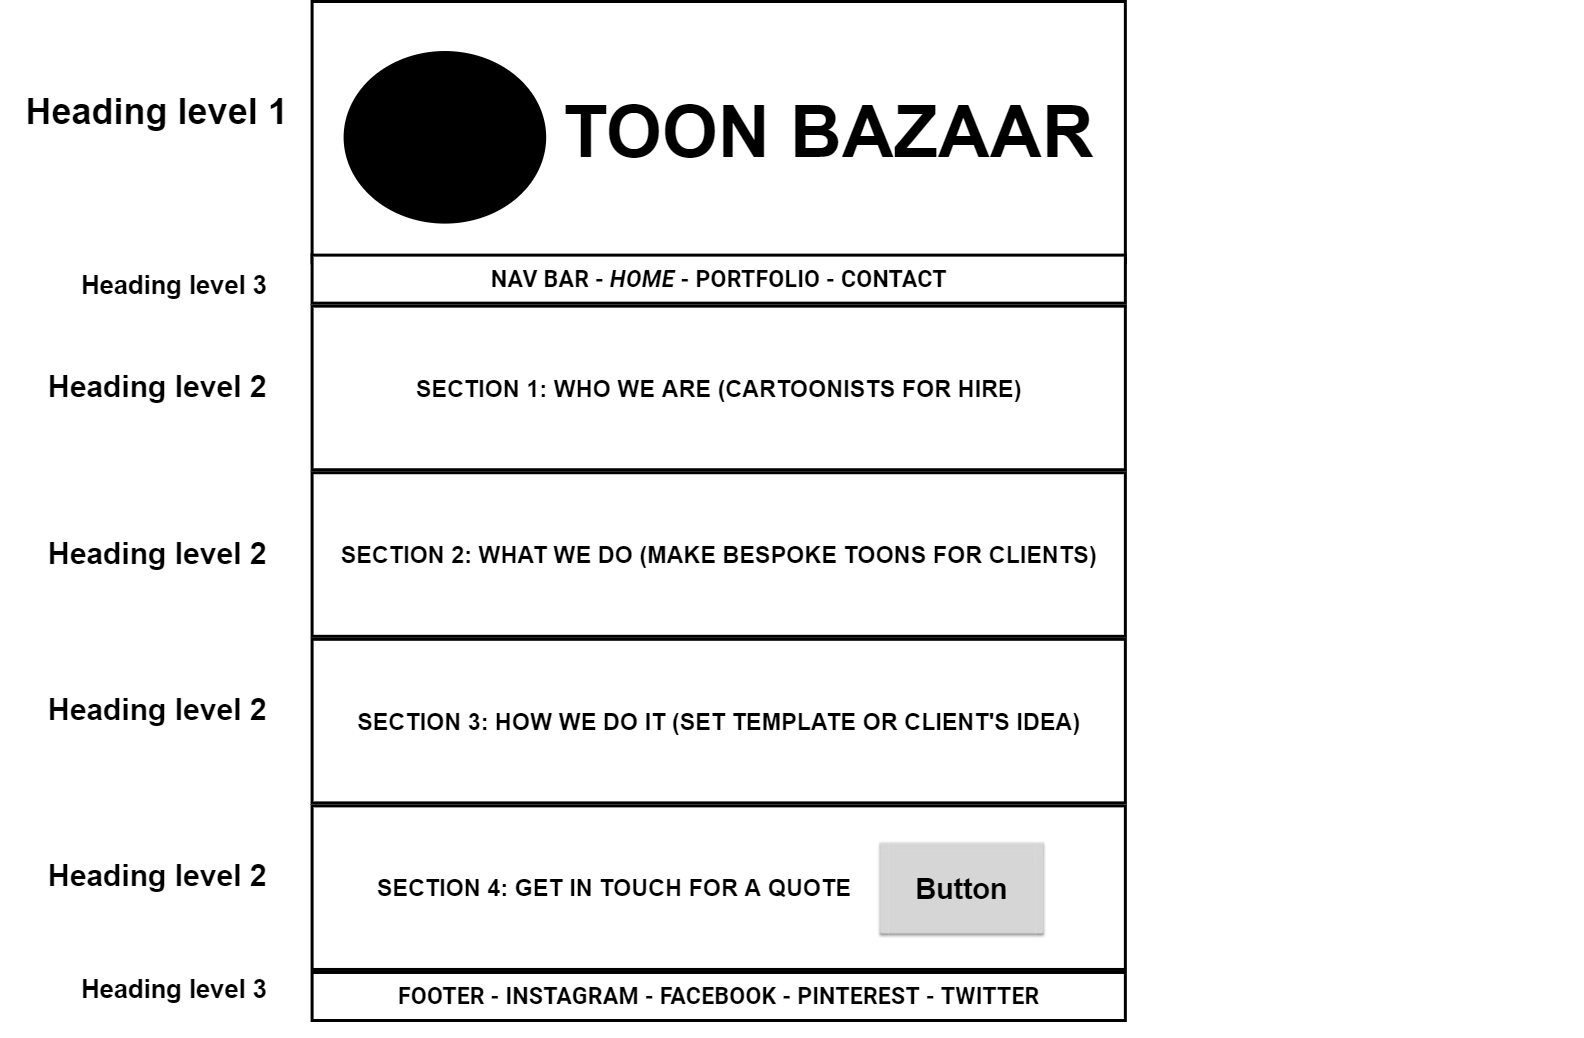 Heading level 1
TOON BAZAAR
Heading level 3
NAV BAR - HOME - PORTFOLIO - CONTACT
Heading level 2
SECTION 1: WHO WE ARE (CARTOONISTS FOR HIRE)
Heading level 2
SECTION 2: WHAT WE DO (MAKE BESPOKE TOONS FOR CLIENTS)
Heading level 2
SECTION 3: HOW WE DO IT (SET TEMPLATE OR CLIENT'S IDEA)
Heading level 2
SECTION 4: GET IN TOUCH FOR A QUOTE
Button
Heading level 3
FOOTER - INSTAGRAM - FACEBOOK - PINTEREST - TWITTER